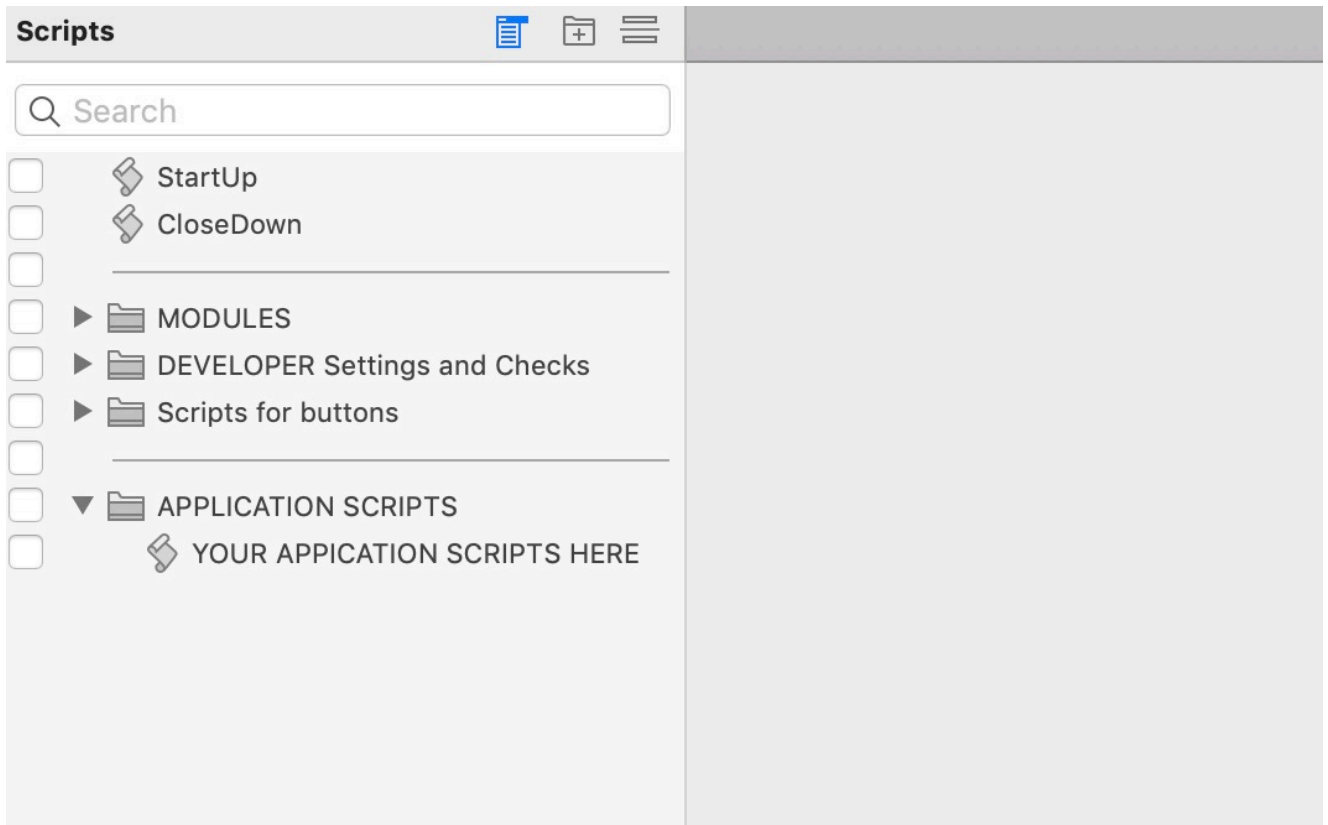 Scripts
Search
StartUp
CloseDown
MODULES
DEVELOPER Settings and Checks
Scripts for buttons
APPLICATION SCRIPTS
YOUR APPICATION SCRIPTS HERE